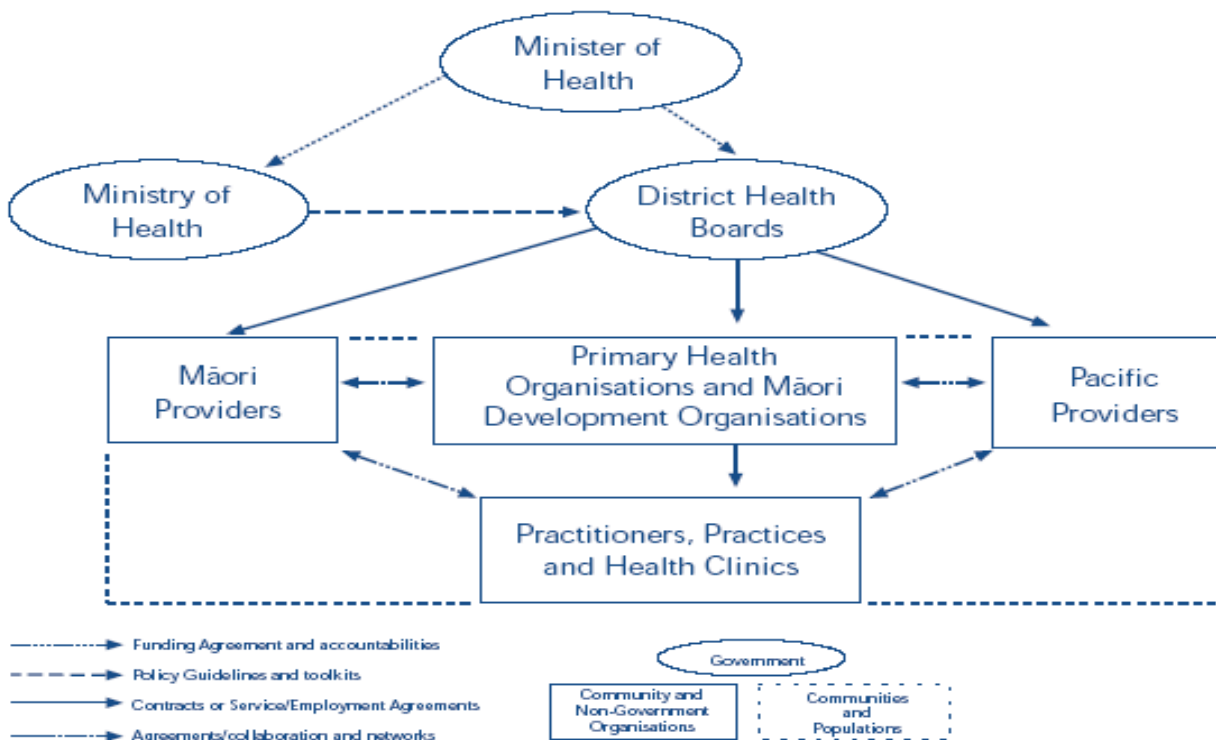 Minister of
Health
Ministry of
Health
District Health
Boards
Māori
Providers
Primary Health
Organisations and Māori
Development Organisations
Pacific
Providers
Practitioners, Practices
and Health Clinics
Funding Agreement and accountabilities
Policy Guidelines and toolkits
Contracts or Service/Employment Agreements
Agreements/collaboration and networks
Government
Community and
Non-Government
Organisations
Communities
and
Populations